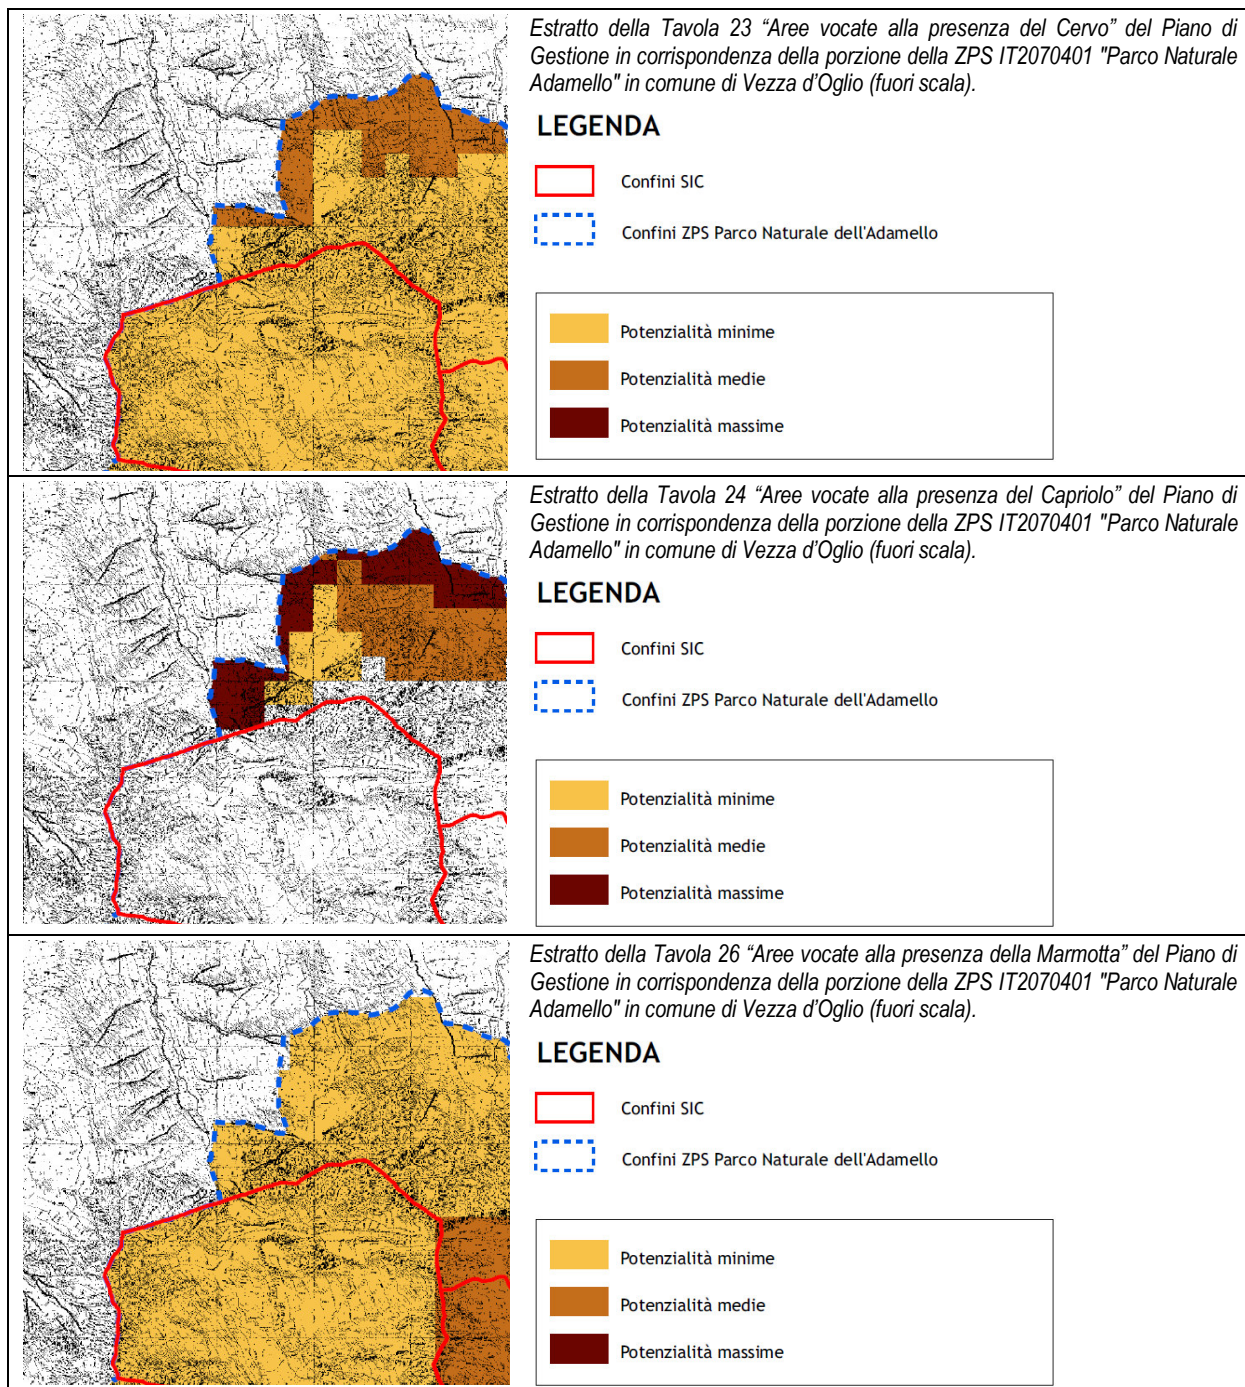 Estratto della Tavola 23 “Aree vocate alla presenza del Cervo” del Piano di
Gestione in corrispondenza della porzione della ZPS IT2070401 "Parco Naturale
Adamello" in comune di Vezza d’Oglio (fuori scala).
LEGENDA
Confini SIC
Confini ZPS Parco Naturale dell'Adamello
Potenzialità minime
Potenzialità medie
Potenzialità massime
Estratto della Tavola 24 “Aree vocate alla presenza del Capriolo” del Piano di
Gestione in corrispondenza della porzione della ZPS IT2070401 "Parco Naturale
Adamello" in comune di Vezza d’Oglio (fuori scala).
LEGENDA
Confini SIC
Confini ZPS Parco Naturale dell'Adamello
Potenzialità minime
Potenzialità medie
Potenzialità massime
Estratto della Tavola 26 “Aree vocate alla presenza della Marmotta” del Piano di
Gestione in corrispondenza della porzione della ZPS IT2070401 "Parco Naturale
Adamello" in comune di Vezza d’Oglio (fuori scala).
LEGENDA
Confini SIC
Confini ZPS Parco Naturale dell'Adamello
Potenzialità minime
Potenzialità medie
Potenzialità massime